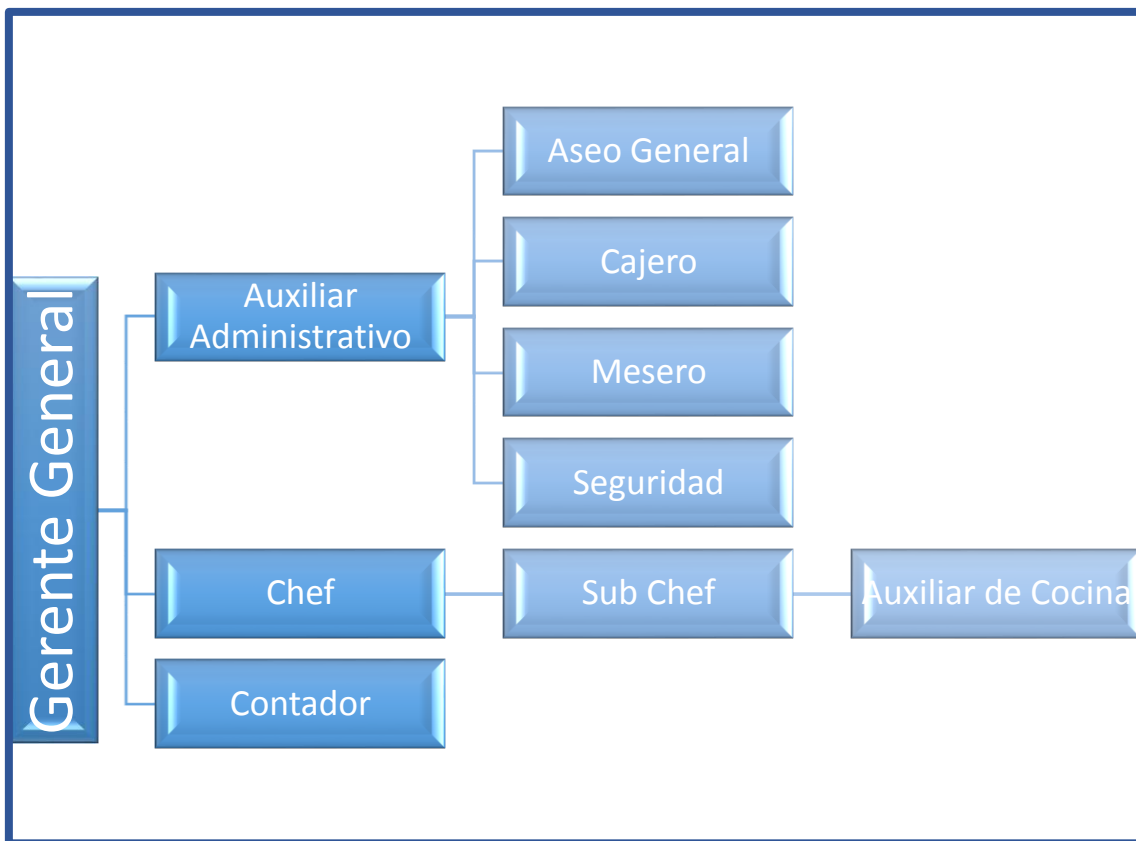 Gerente General
Auxiliar
Administrativo
Aseo General
Cajero
Mesero
Seguridad
Chef
Sub Chef
Auxiliar de Cocina
Contador